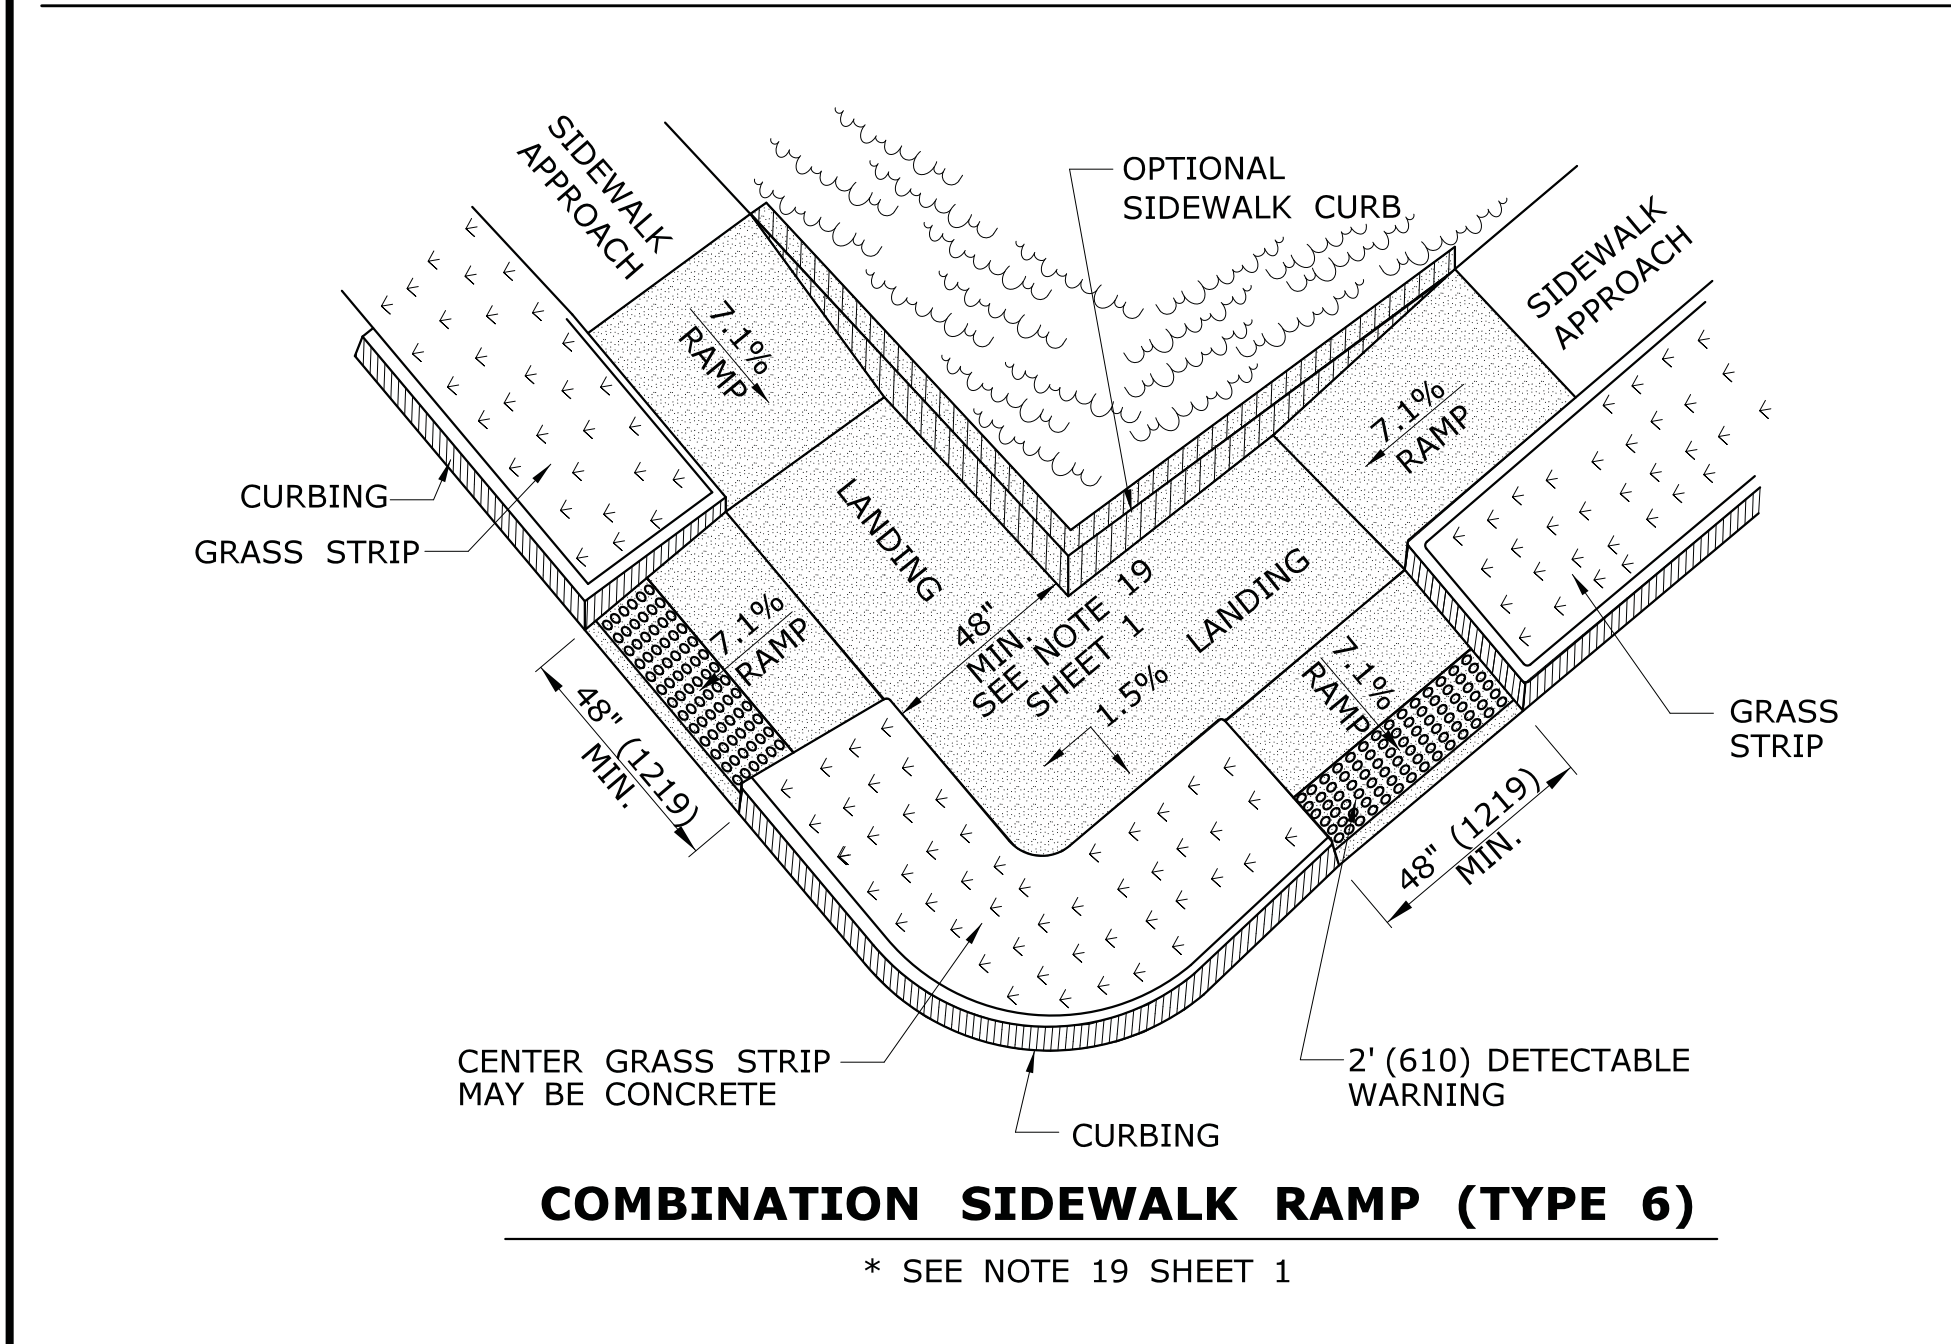 SIDEWALK
APPROACH
OPTIONAL
SIDEWALK CURB
SIDEWALK
APPROACH
7.1%
RAMP
7.1%
RAMP
CURBING
GRASS STRIP
LANDING
LANDING
48"
MIN.
SEE NOTE 19
SHEET 1
1.5%
7.1%
RAMP
7.1%
RAMP
48" (1219)
MIN.
48" (1219)
MIN.
GRASS
STRIP
CENTER GRASS STRIP
MAY BE CONCRETE
2' (610) DETECTABLE
WARNING
CURBING
COMBINATION SIDEWALK RAMP (TYPE 6)
* SEE NOTE 19 SHEET 1